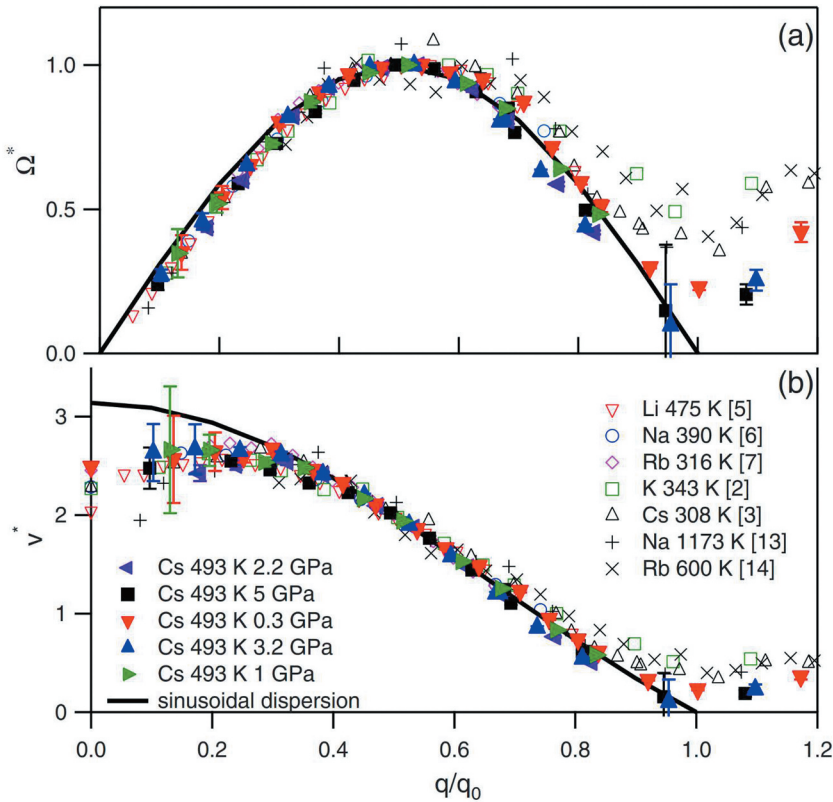 (a)
1.0
0.5
0.0
Ω*
(b)
3
2
1
0
v*
Li 475 K [5]
Na 390 K [6]
Rb 316 K [7]
K 343 K [2]
Cs 308 K [3]
Na 1173 K [13]
Rb 600 K [14]
Cs 493 K 2.2 GPa
Cs 493 K 5 GPa
Cs 493 K 0.3 GPa
Cs 493 K 3.2 GPa
Cs 493 K 1 GPa
sinusoidal dispersion
0.0 0.2 0.4 0.6 0.8 1.0 1.2
q/q₀